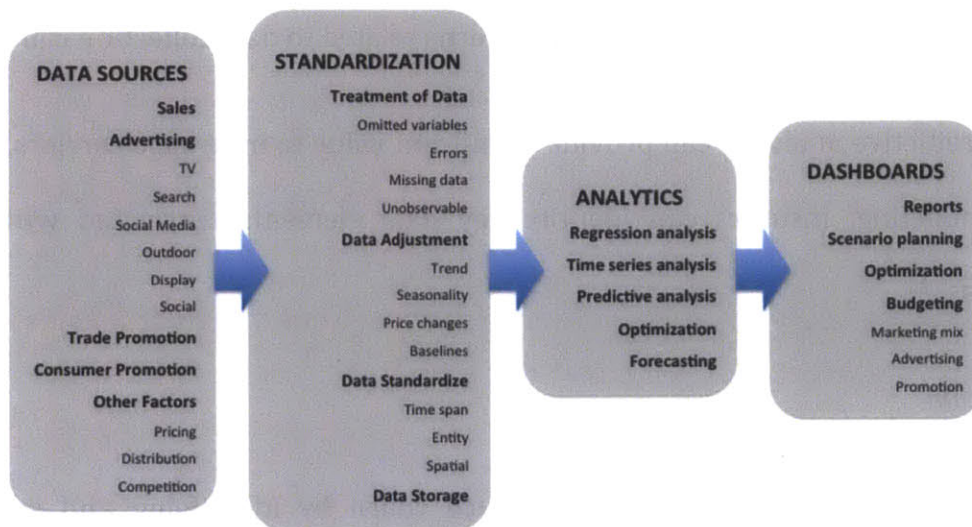 DATA SOURCES
Sales
Advertising
TV
Search
Social Media
Outdoor
Display
Social
Trade Promotion
Consumer Promotion
Other Factors
Pricing
Distribution
Competition
STANDARDIZATION
Treatment of Data
Omitted variables
Errors
Missing data
Unobservable
Data Adjustment
Trend
Seasonality
Price changes
Baselines
Data Standardize
Time span
Entity
Spatial
Data Storage
ANALYTICS
Regression analysis
Time series analysis
Predictive analysis
Optimization
Forecasting
DASHBOARDS
Reports
Scenario planning
Optimization
Budgeting
Marketing mix
Advertising
Promotion